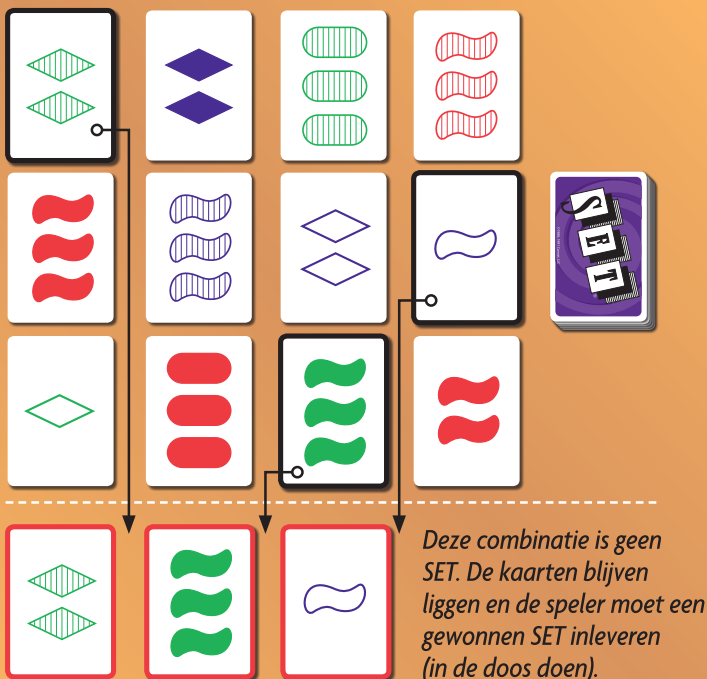 SET
Deze combinatie is geen
SET. De kaarten blijven
liggen en de speler moet een
gewonnen SET inleveren
(in de doos doen).